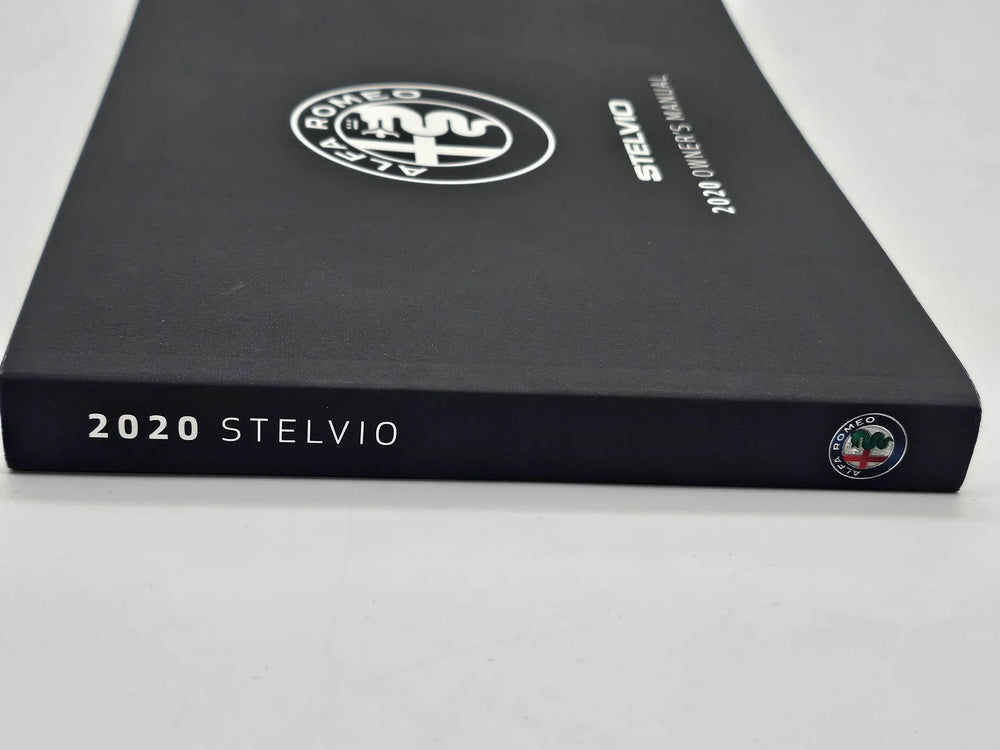 ALFA ROMEO
STELVIO
2020 OWNER'S MANUAL
2020 STELVIO
ALFA ROMEO